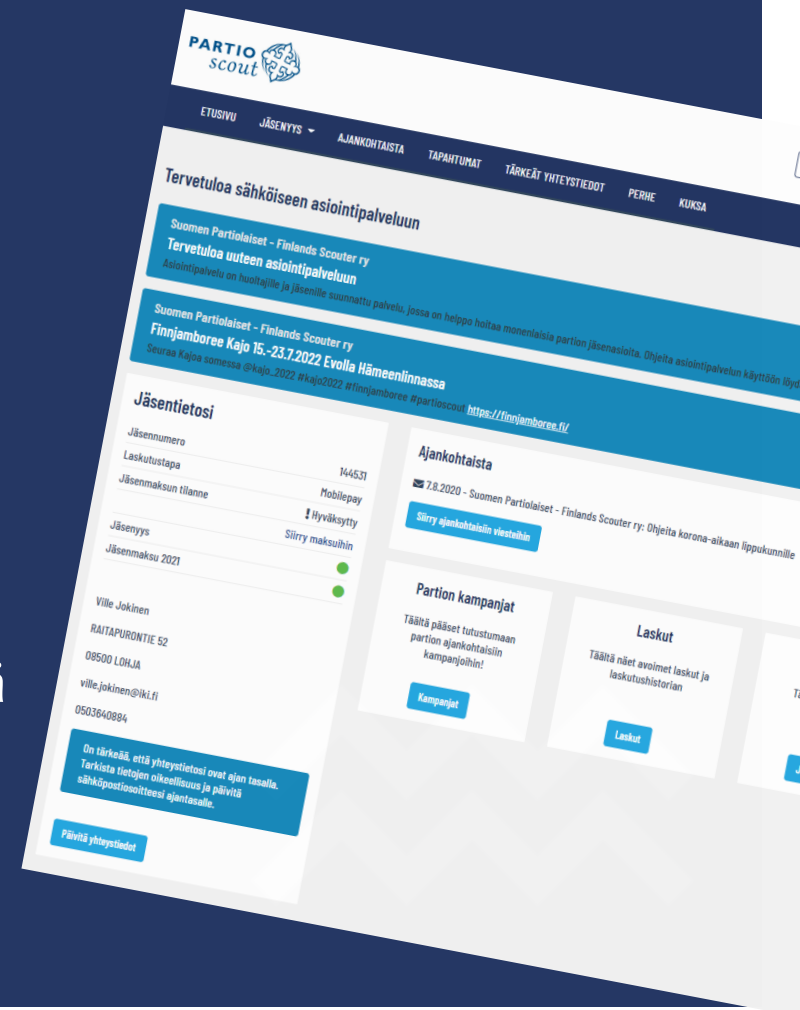 PARTIO
scout
ETUSIVU JÄSENYYS AJANKOHTAISTA TAPAHTUMAT TÄRKEÄT YHTEYSTIEDOT PERHE KUKSA
Tervetuloa sähköiseen asiointipalveluun
Suomen Partiolaiset - Finlands Scouter ry
Tervetuloa uuteen asiointipalveluun
Asiointipalvelu on huoltajille ja jäsenille suunnattu palvelu, jossa on helppo hoitaa monenlaisia partion jäsenasioita. Ohjeita asiointipalvelun käyttöön löyd
Suomen Partiolaiset - Finlands Scouter ry
Finnjamboree Kajo 15.-23.7.2022 Evolla Hämeenlinnassa
Seuraa Kajoa somessa @kajo_2022 #kajo2022 #finnjamboree #partioscout https://finnjamboree.fi/
Jäsentietosi
Jäsennumero 144531
Laskutustapa Mobilepay
Jäsenmaksun tilanne ! Hyväksytty
Siirry maksuihin
Jäsenyys
Jäsenmaksu 2021
Ville Jokinen
RAITAPURONTIE 52
08500 LOHJA
ville.jokinen@iki.fi
0503640884
On tärkeää, että yhteystietosi ovat ajan tasalla.
Tarkista tietojen oikeellisuus ja päivitä
sähköpostiosoitteesi ajantasalle.
Päivitä yhteystiedot
Ajankohtaista
7.8.2020 - Suomen Partiolaiset - Finlands Scouter ry: Ohjeita korona-aikaan lippukunnille
Siirry ajankohtaisiin viesteihin
Partion kampanjat
Täältä pääset tutustumaan
partion ajankohtaisiin
kampanjoihin!
Kampanjat
Laskut
Täältä näet avoimet laskut ja
laskutushistorian
Laskut
ä